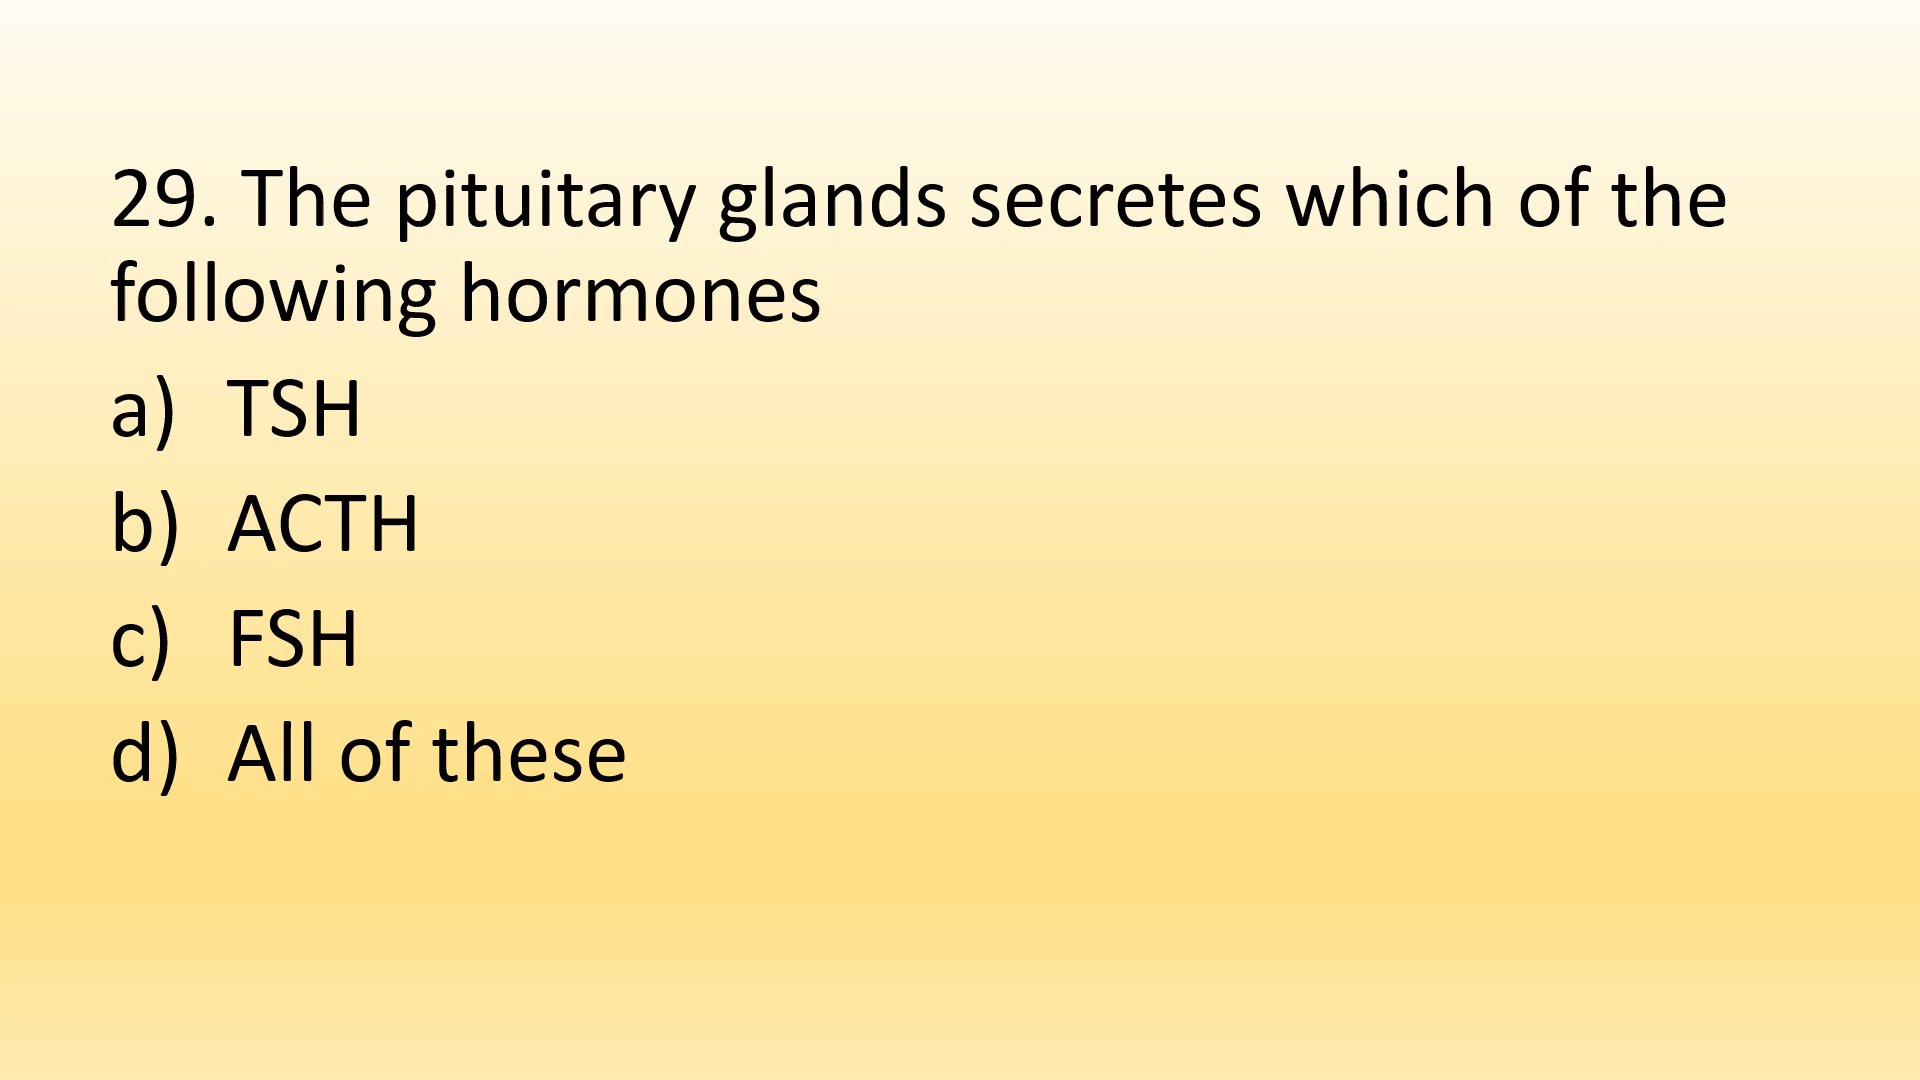 29. The pituitary glands secretes which of the
following hormones
a) TSH
b) ACTH
c) FSH
d) All of these